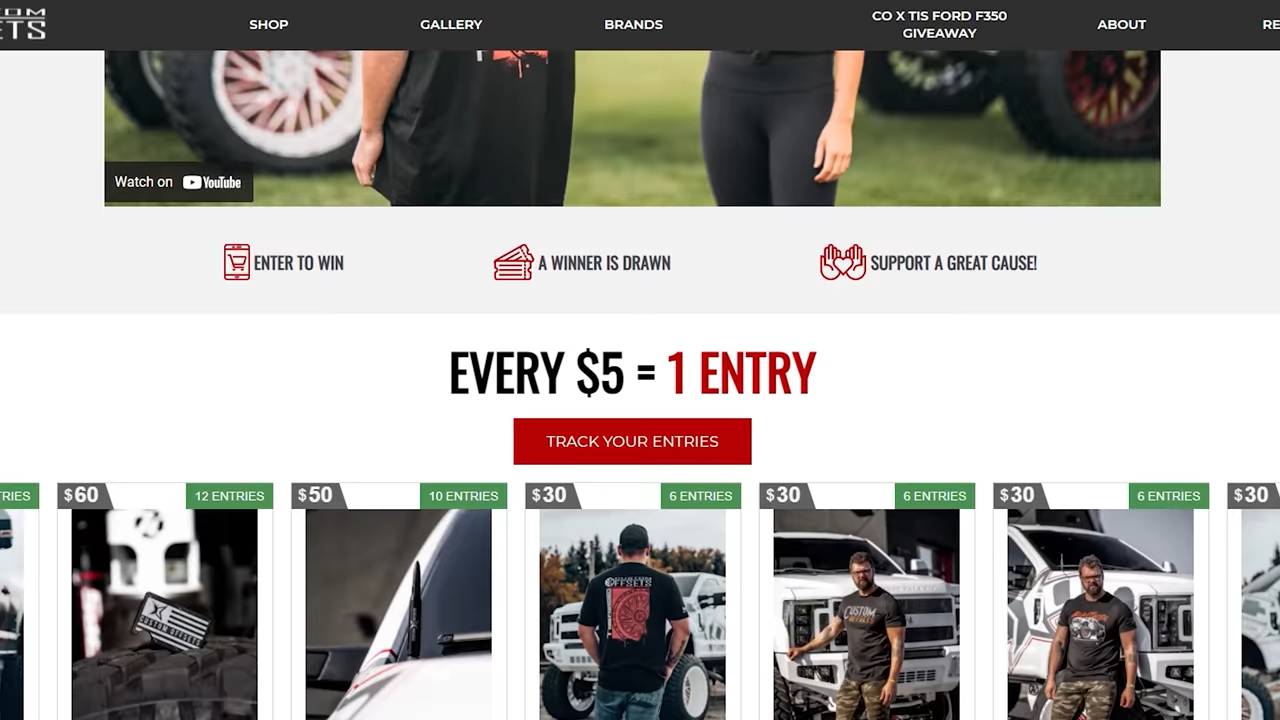 SHOP
GALLERY
BRANDS
CO X TIS FORD F350
GIVEAWAY
ABOUT
Watch on YouTube
ENTER TO WIN
A WINNER IS DRAWN
SUPPORT A GREAT CAUSE!
EVERY $5 = 1 ENTRY
TRACK YOUR ENTRIES
$60
12 ENTRIES
$50
10 ENTRIES
$30
6 ENTRIES
$30
6 ENTRIES
$30
6 ENTRIES
$30
CUSTOM OFFSETS
CUSTOM